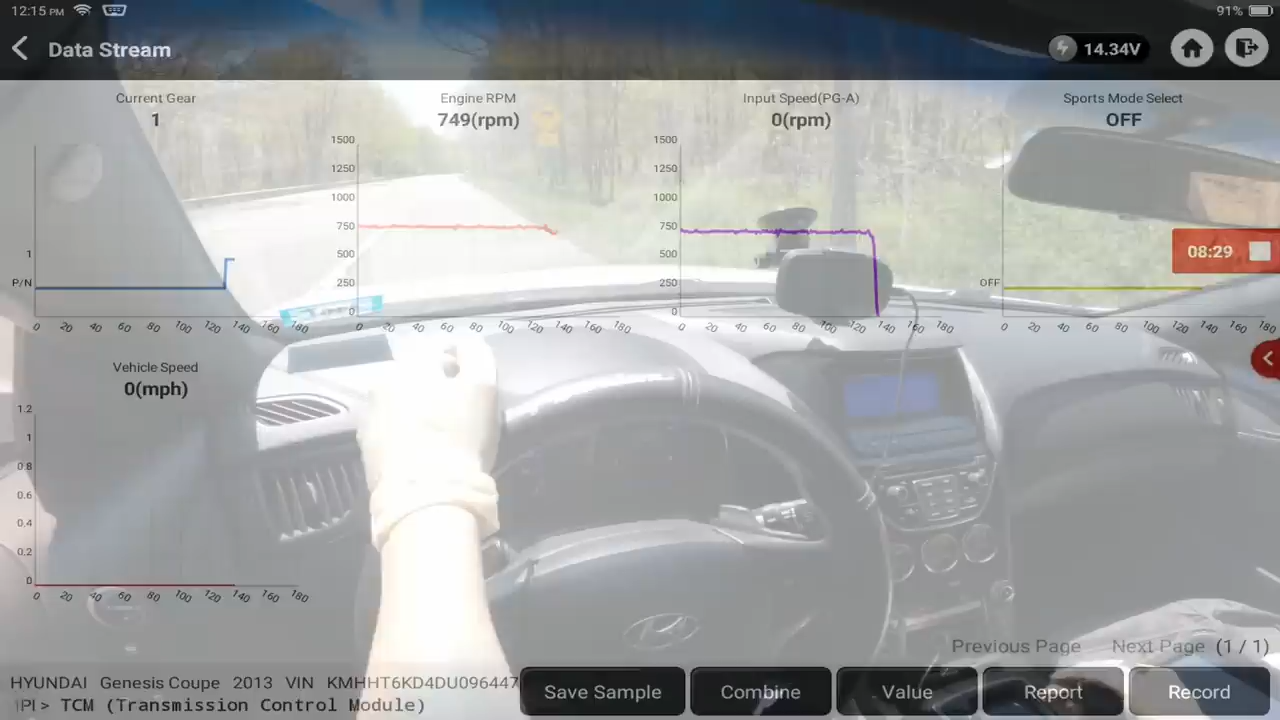 12:15 PM
91%
Data Stream
14.34V
Current Gear
1
1
P/N
0 20 40 60 80 100 120 140 160 180
Engine RPM
749(rpm)
1500
1250
1000
750
500
250
0
0 20 40 60 80 100 120 140 160 180
Input Speed(PG-A)
0(rpm)
1500
1250
1000
750
500
250
0
0 20 40 60 80 100 120 140 160 180
Sports Mode Select
OFF
OFF
0 20 40 60 80 100 120 140 160 180
08:29
Vehicle Speed
0(mph)
1.2
1
0.8
0.6
0.4
0.2
0
0 20 40 60 80 100 120 140 160 180
Previous Page Next Page (1 / 1)
HYUNDAI Genesis Coupe 2013 VIN KMHHT6KD4DU096447
PI > TCM (Transmission Control Module)
Save Sample
Combine
Value
Report
Record